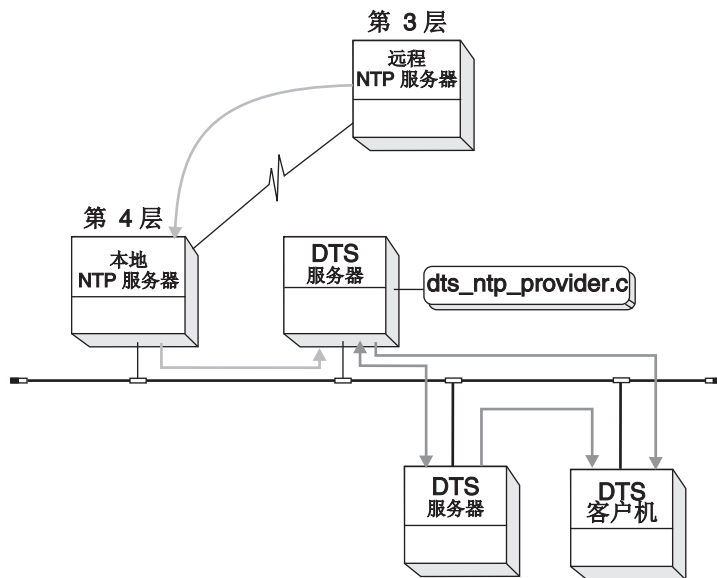 第 3 层
远程
NTP 服务器
第 4 层
本地
NTP 服务器
DTS
服务器
dts_ntp_provider.c
DTS
服务器
DTS
客户机